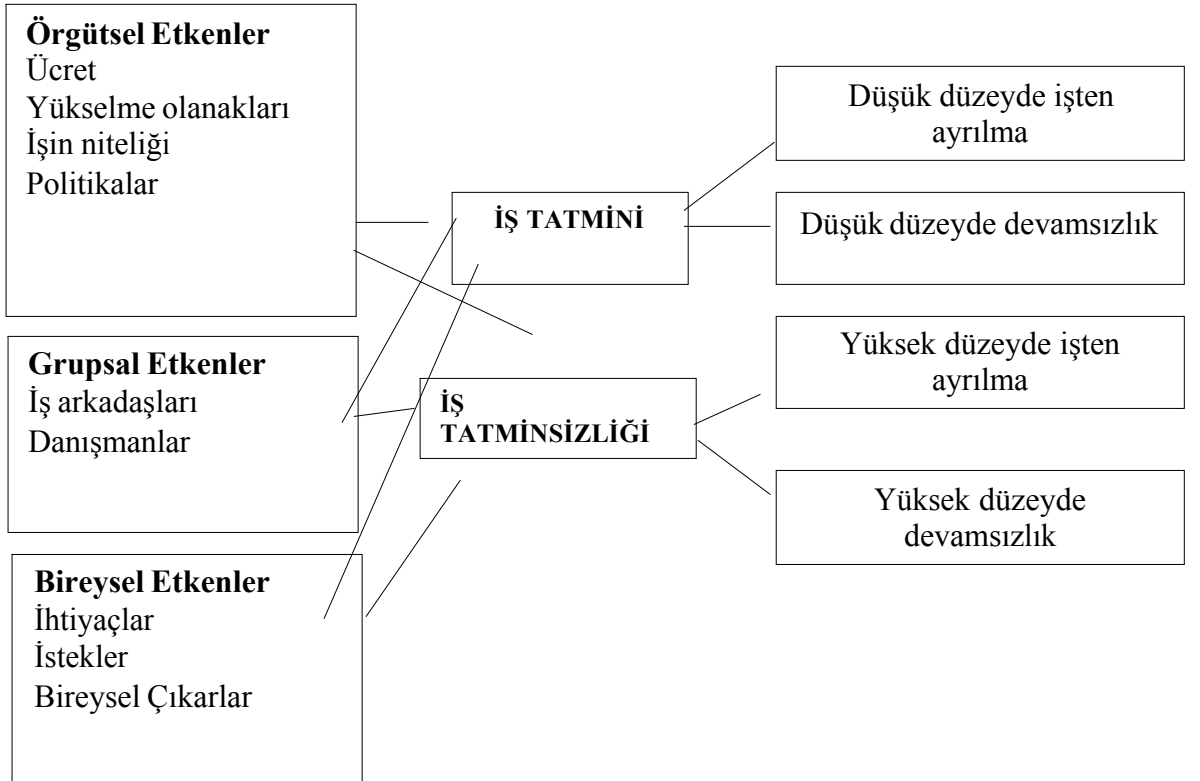 Örgütsel Etkenler
Ücret
Yükselme olanakları
İşin niteliği
Politikalar
Grupsal Etkenler
İş arkadaşları
Danışmanlar
Bireysel Etkenler
İhtiyaçlar
İstekler
Bireysel Çıkarlar
İŞ TATMİNİ
İŞ
TATMİNSİZLİĞİ
Düşük düzeyde işten
ayrılma
Düşük düzeyde devamsızlık
Yüksek düzeyde işten
ayrılma
Yüksek düzeyde
devamsızlık